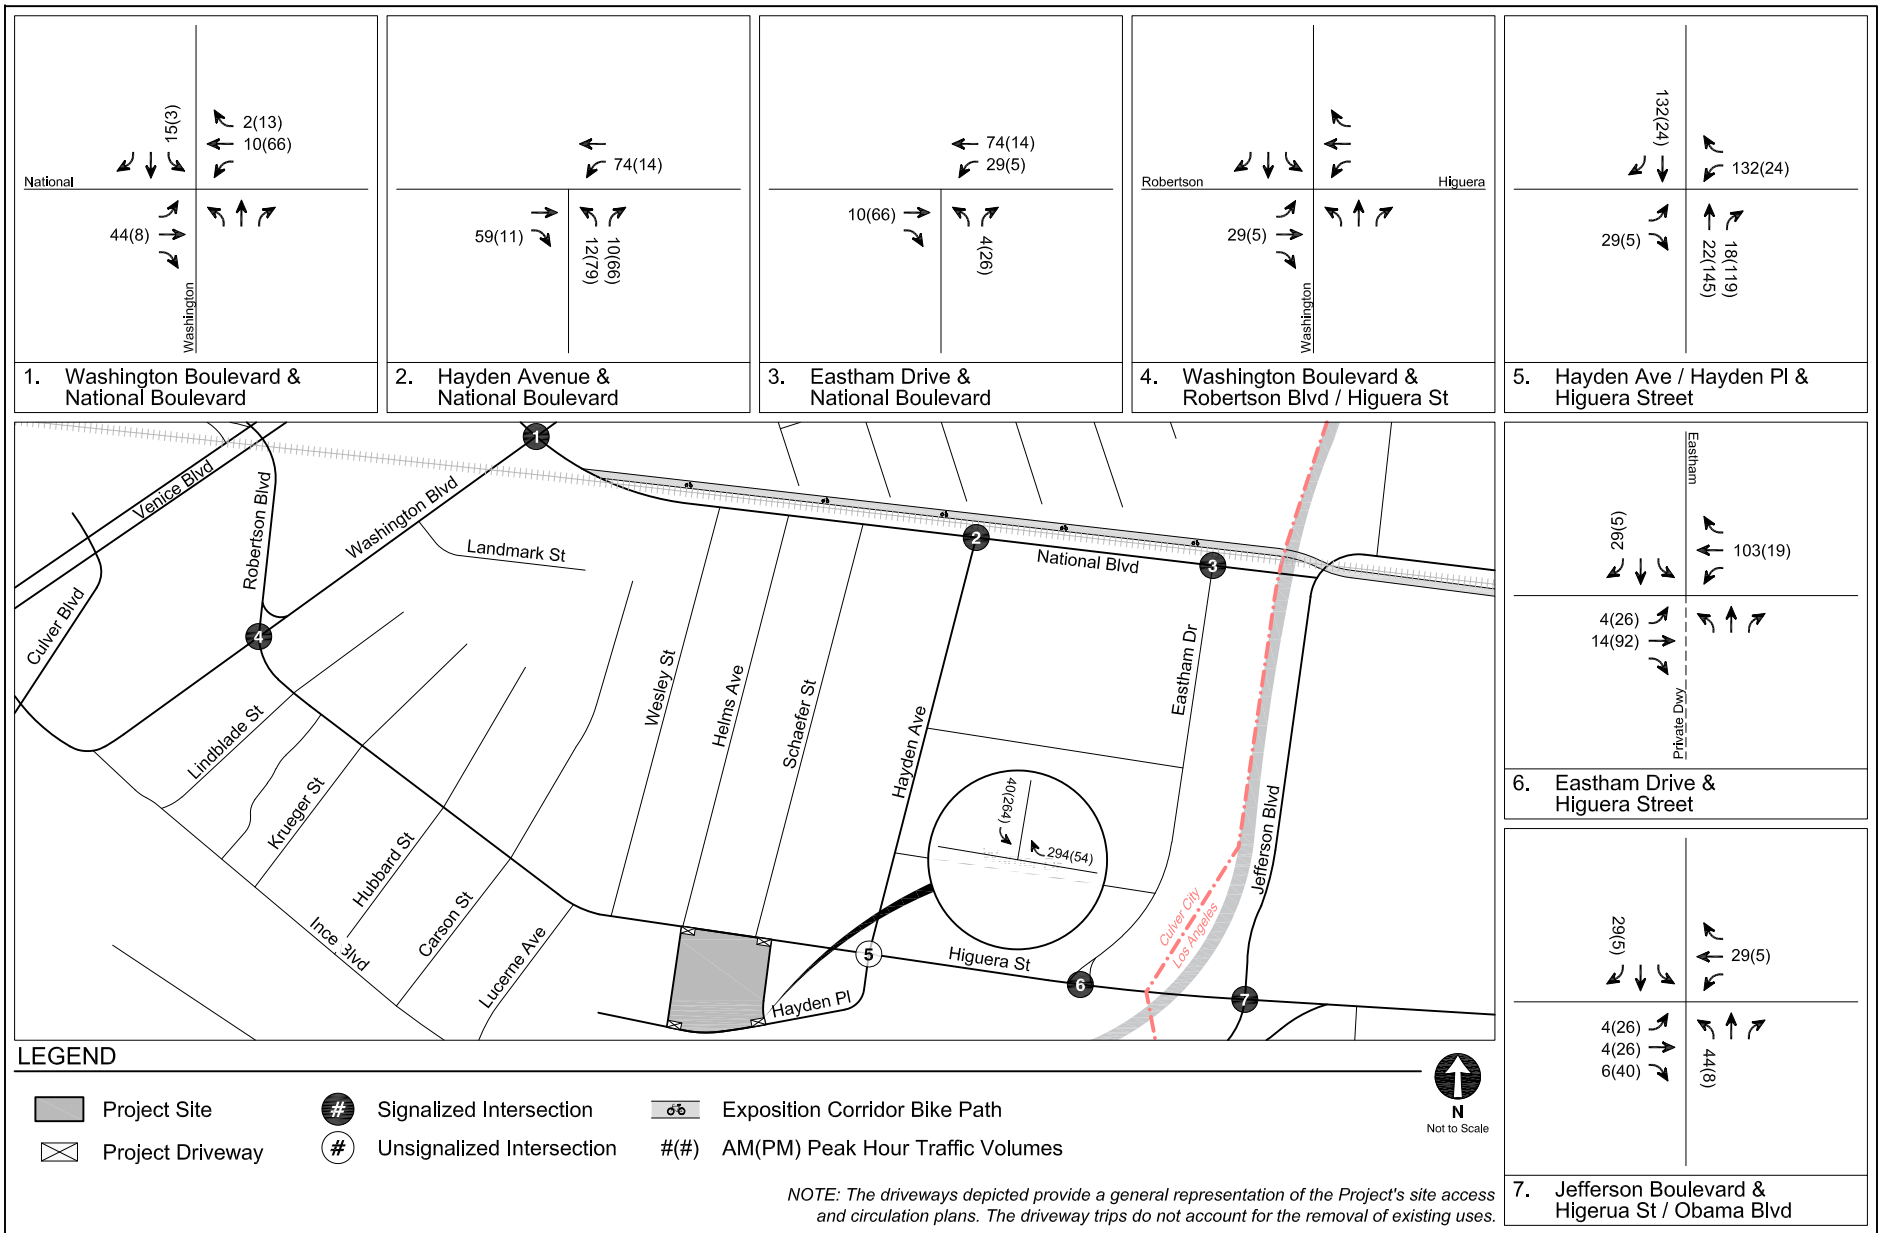 15(3)
2(13)
10(66)
National
44(8)
Washington
1. Washington Boulevard &
National Boulevard
74(14)
59(11)
12(79)
10(66)
2. Hayden Avenue &
National Boulevard
74(14)
29(5)
10(66)
4(26)
3. Eastham Drive &
National Boulevard
Robertson
Higuera
29(5)
Washington
4. Washington Boulevard &
Robertson Blvd / Higuera St
132(24)
132(24)
29(5)
22(145)
18(119)
5. Hayden Ave / Hayden Pl &
Higuera Street
Eastham
29(5)
103(19)
4(26)
14(92)
Private Dwy
6. Eastham Drive &
Higuera Street
29(5)
29(5)
4(26)
4(26)
6(40)
44(8)
7. Jefferson Boulevard &
Higerua St / Obama Blvd
1
2
3
4
5
6
7
Venice Blvd
Robertson Blvd
Washington Blvd
Landmark St
National Blvd
Culver Blvd
Lindblade St
Krueger St
Hubbard St
Carson St
Ince Blvd
Lucerne Ave
Wesley St
Helms Ave
Schaefer St
Hayden Ave
Eastham Dr
Jefferson Blvd
40(264)
294(54)
Culver City
Los Angeles
Higuera St
Hayden Pl
LEGEND
Project Site
# Signalized Intersection
Exposition Corridor Bike Path
Project Driveway
# Unsignalized Intersection
#(#) AM(PM) Peak Hour Traffic Volumes
N
Not to Scale
NOTE: The driveways depicted provide a general representation of the Project's site access
and circulation plans. The driveway trips do not account for the removal of existing uses.